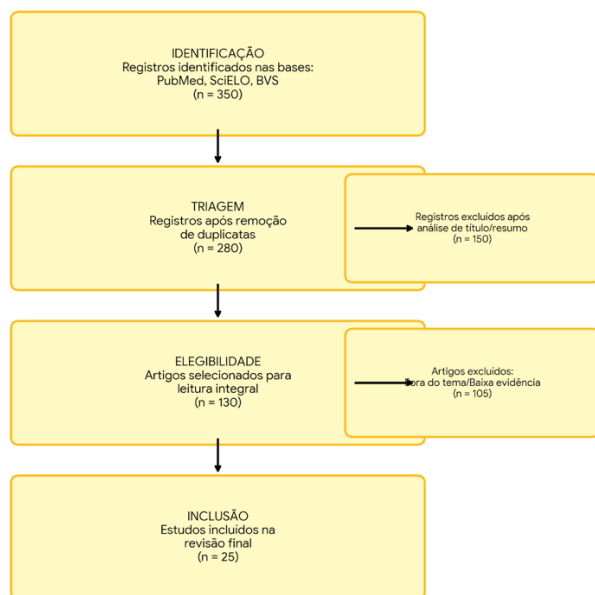 IDENTIFICAÇÃO
Registros identificados nas bases:
PubMed, SciELO, BVS
(n = 350)
TRIAGEM
Registros após remoção
de duplicatas
(n = 280)
Registros excluídos após
análise de título/resumo
(n = 150)
ELEGIBILIDADE
Artigos selecionados para
leitura integral
(n = 130)
Artigos excluídos:
Fora do tema/Baixa evidência
(n = 105)
INCLUSÃO
Estudos incluídos na
revisão final
(n = 25)